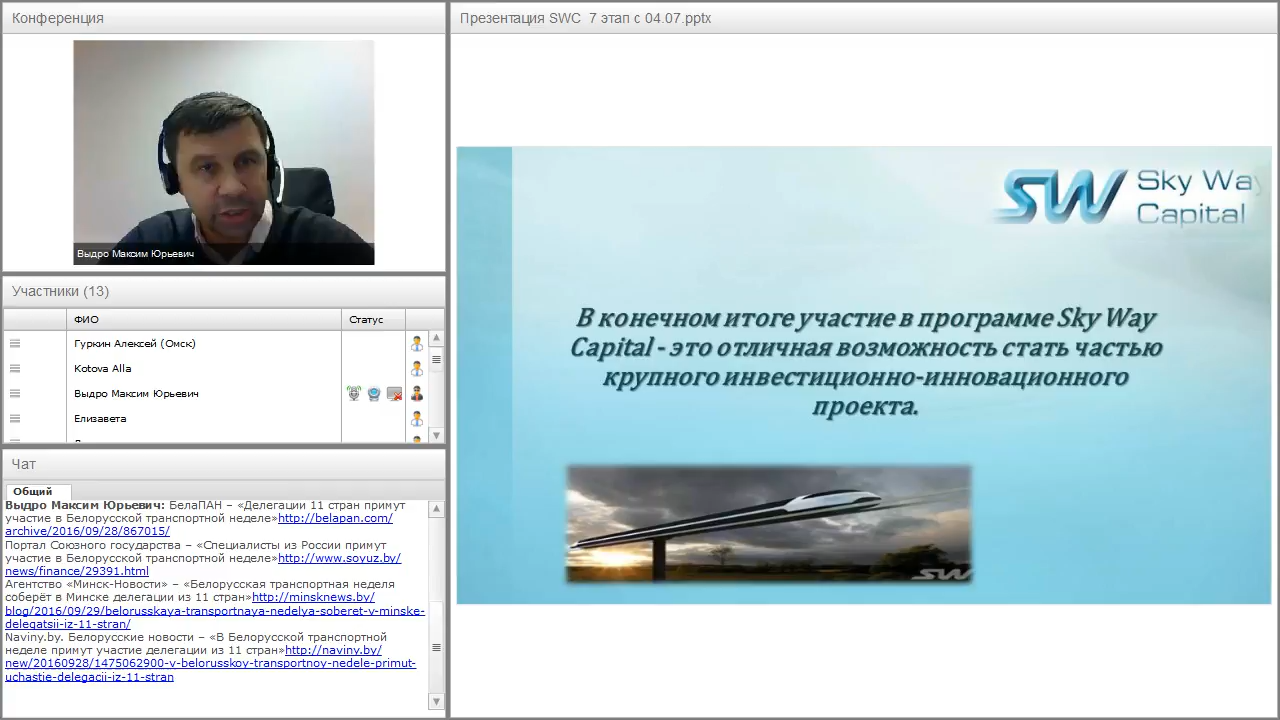 Конференция
Выдро Максим Юрьевич
Участники (13)
ФИО
Статус
Гуркин Алексей (Омск)
Kotova Alla
Выдро Максим Юрьевич
Елизавета
Чат
Общий
Выдро Максим Юрьевич: БелаПАН – «Делегации 11 стран примут
участие в Белорусской транспортной неделе»http://belapan.com/
archive/2016/09/28/867015/
Портал Союзного государства – «Специалисты из России примут
участие в Белорусской транспортной неделе»http://www.soyuz.by/
news/finance/29391.html
Агентство «Минск-Новости» – «Белорусская транспортная неделя
соберёт в Минске делегации из 11 стран»http://minsknews.by/
blog/2016/09/29/belorusskaya-transportnaya-nedelya-soberet-v-minske-
delegatsii-iz-11-stran/
Naviny.by. Белорусские новости – «В Белорусской транспортной
неделе примут участие делегации из 11 стран»http://naviny.by/
new/20160928/1475062900-v-belorusskoy-transportnoy-nedele-primut-
uchastie-delegacii-iz-11-stran
Презентация SWC 7 этап с 04.07.pptx
SW Sky Way
Capital
В конечном итоге участие в программе Sky Way
Capital - это отличная возможность стать частью
крупного инвестиционно-инновационного
проекта.
SW